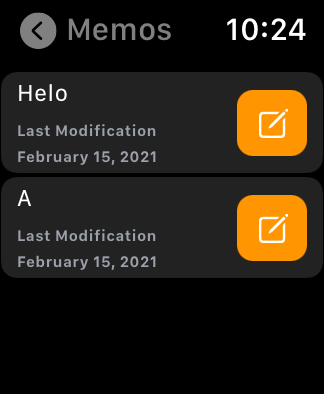 Memos 10:24
Helo
Last Modification
February 15, 2021
A
Last Modification
February 15, 2021